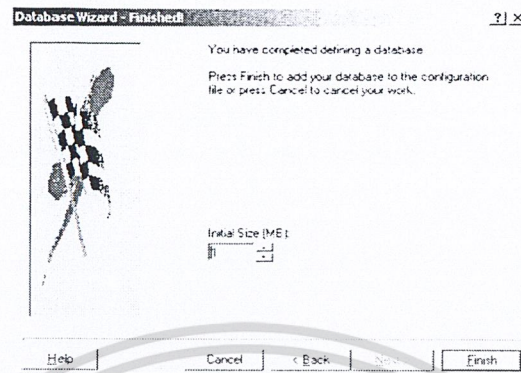 Database Wizard - Finished!
You have completed defining a database
Press Finish to add your database to the configuration
file or press Cancel to cancel your work.
Initial Size (MB):
Help Cancel < Back Next Finish